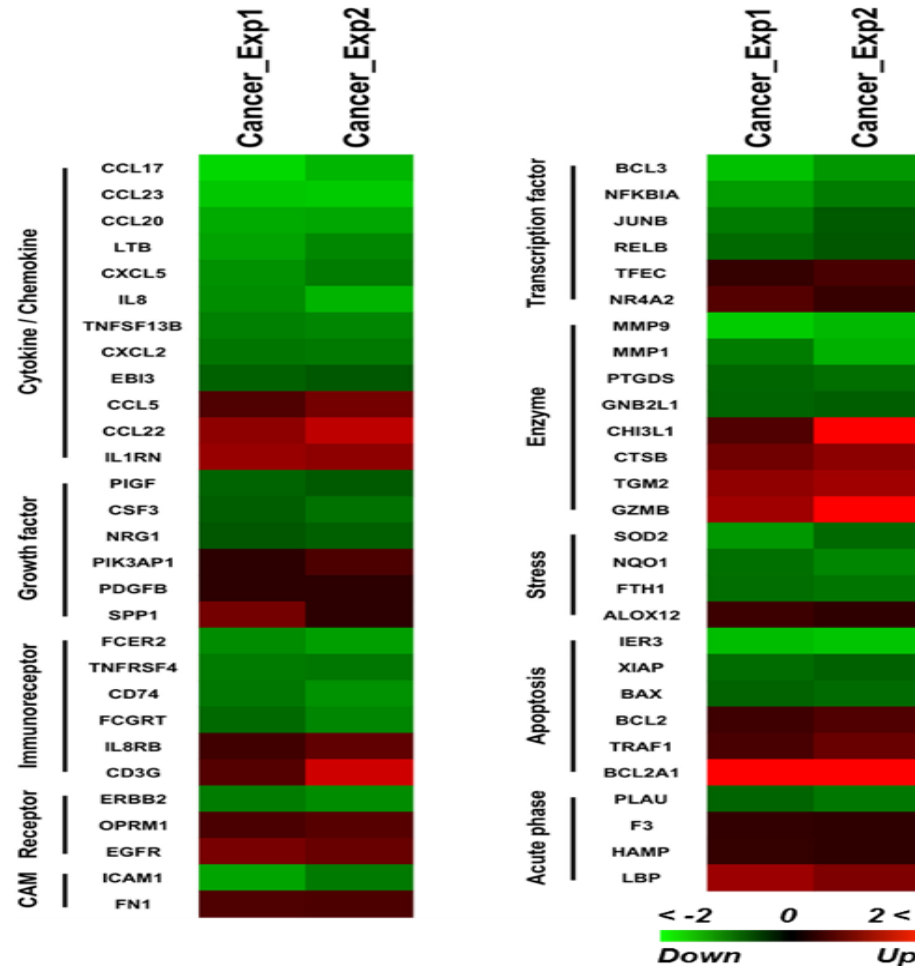 Cancer_Exp1
Cancer_Exp2
Cytokine / Chemokine
CCL17
CCL23
CCL20
LTB
CXCL5
IL8
TNFSF13B
CXCL2
EBI3
CCL5
CCL22
IL1RN
Growth factor
PIGF
CSF3
NRG1
PIK3AP1
PDGFB
SPP1
Immunoreceptor
FCER2
TNFRSF4
CD74
FCGRT
IL8RB
CD3G
Receptor
ERBB2
OPRM1
EGFR
CAM
ICAM1
FN1
Cancer_Exp1
Cancer_Exp2
Transcription factor
BCL3
NFKBIA
JUNB
RELB
TFEC
NR4A2
Enzyme
MMP9
MMP1
PTGDS
GNB2L1
CHI3L1
CTSB
TGM2
GZMB
Stress
SOD2
NQO1
FTH1
ALOX12
Apoptosis
IER3
XIAP
BAX
BCL2
TRAF1
BCL2A1
Acute phase
PLAU
F3
HAMP
LBP
< -2 0 2 <
Down Up